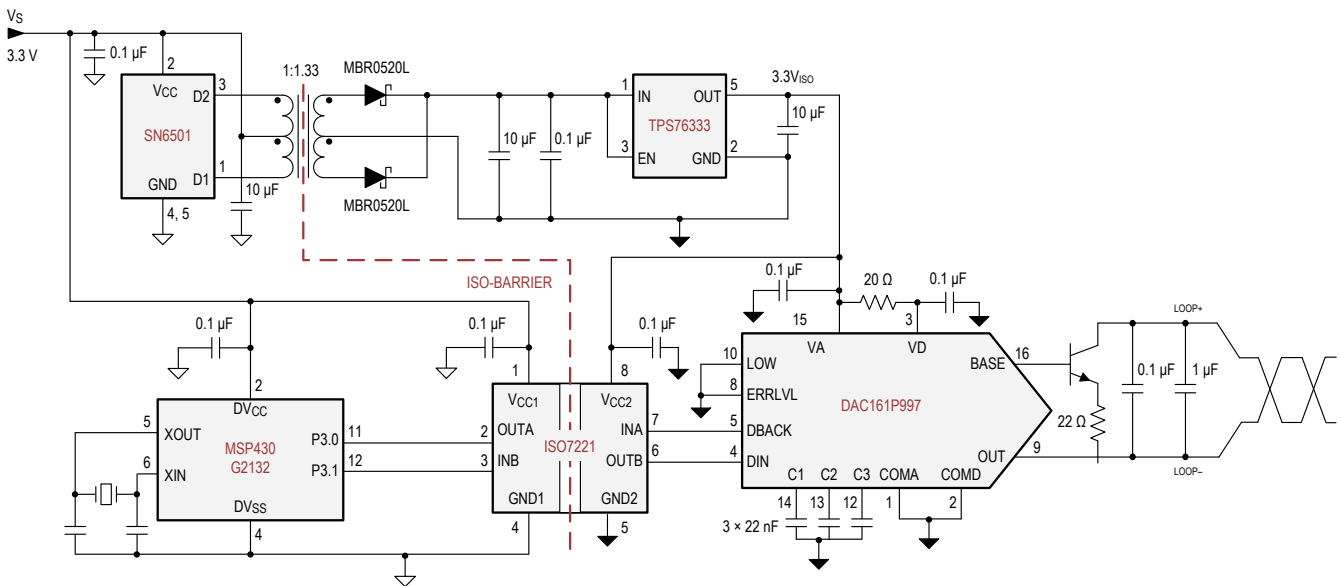 VS
3.3 V
0.1 µF
2
VCC
D2
3
SN6501
D1
1
GND
4, 5
10 µF
1:1.33
MBR0520L
MBR0520L
10 µF
0.1 µF
1
IN
OUT
5
TPS76333
3
EN
GND
2
3.3VISO
10 µF
ISO-BARRIER
0.1 µF
2
DVCC
5
XOUT
6
XIN
MSP430
G2132
P3.0
11
P3.1
12
DVSS
4
0.1 µF
1
VCC1
2
OUTA
3
INB
GND1
4
ISO7221
0.1 µF
8
VCC2
INA
7
OUTB
6
GND2
5
0.1 µF
20 Ω
0.1 µF
15
VA
3
VD
10
LOW
8
ERRLVL
5
DBACK
4
DIN
DAC161P997
BASE
16
OUT
9
C1
C2
C3
COMA
COMD
14
13
12
1
2
3 × 22 nF
22 Ω
0.1 µF
1 µF
LOOP+
LOOP–